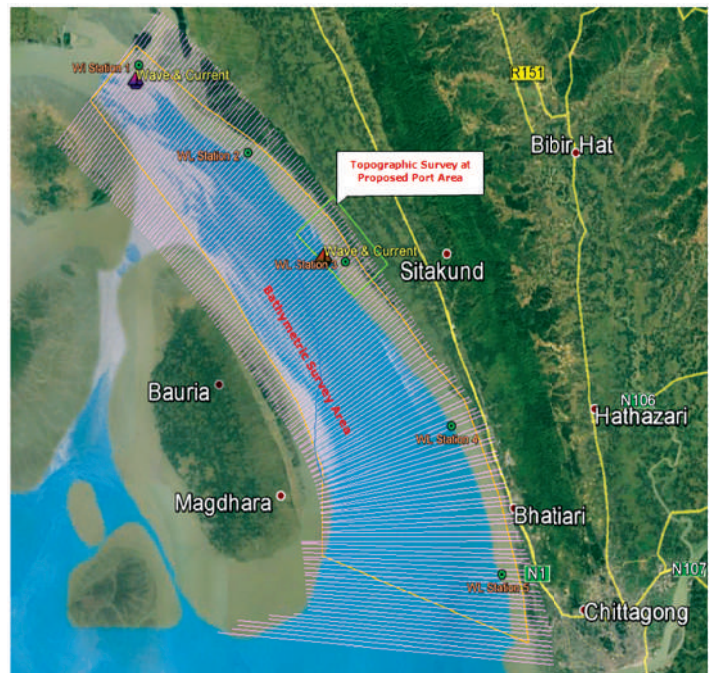 R151
WI Station 1
Wave & Current
Bibir Hat
WL Station 2
Topographic Survey at
Proposed Port Area
Wave & Current
WL Station
Sitakund
Bathymetric Survey Area
Bauria
N106
Hathazari
WL Station 4
Magdhara
Bhatiari
N1
N107
WL Station 5
Chittagong